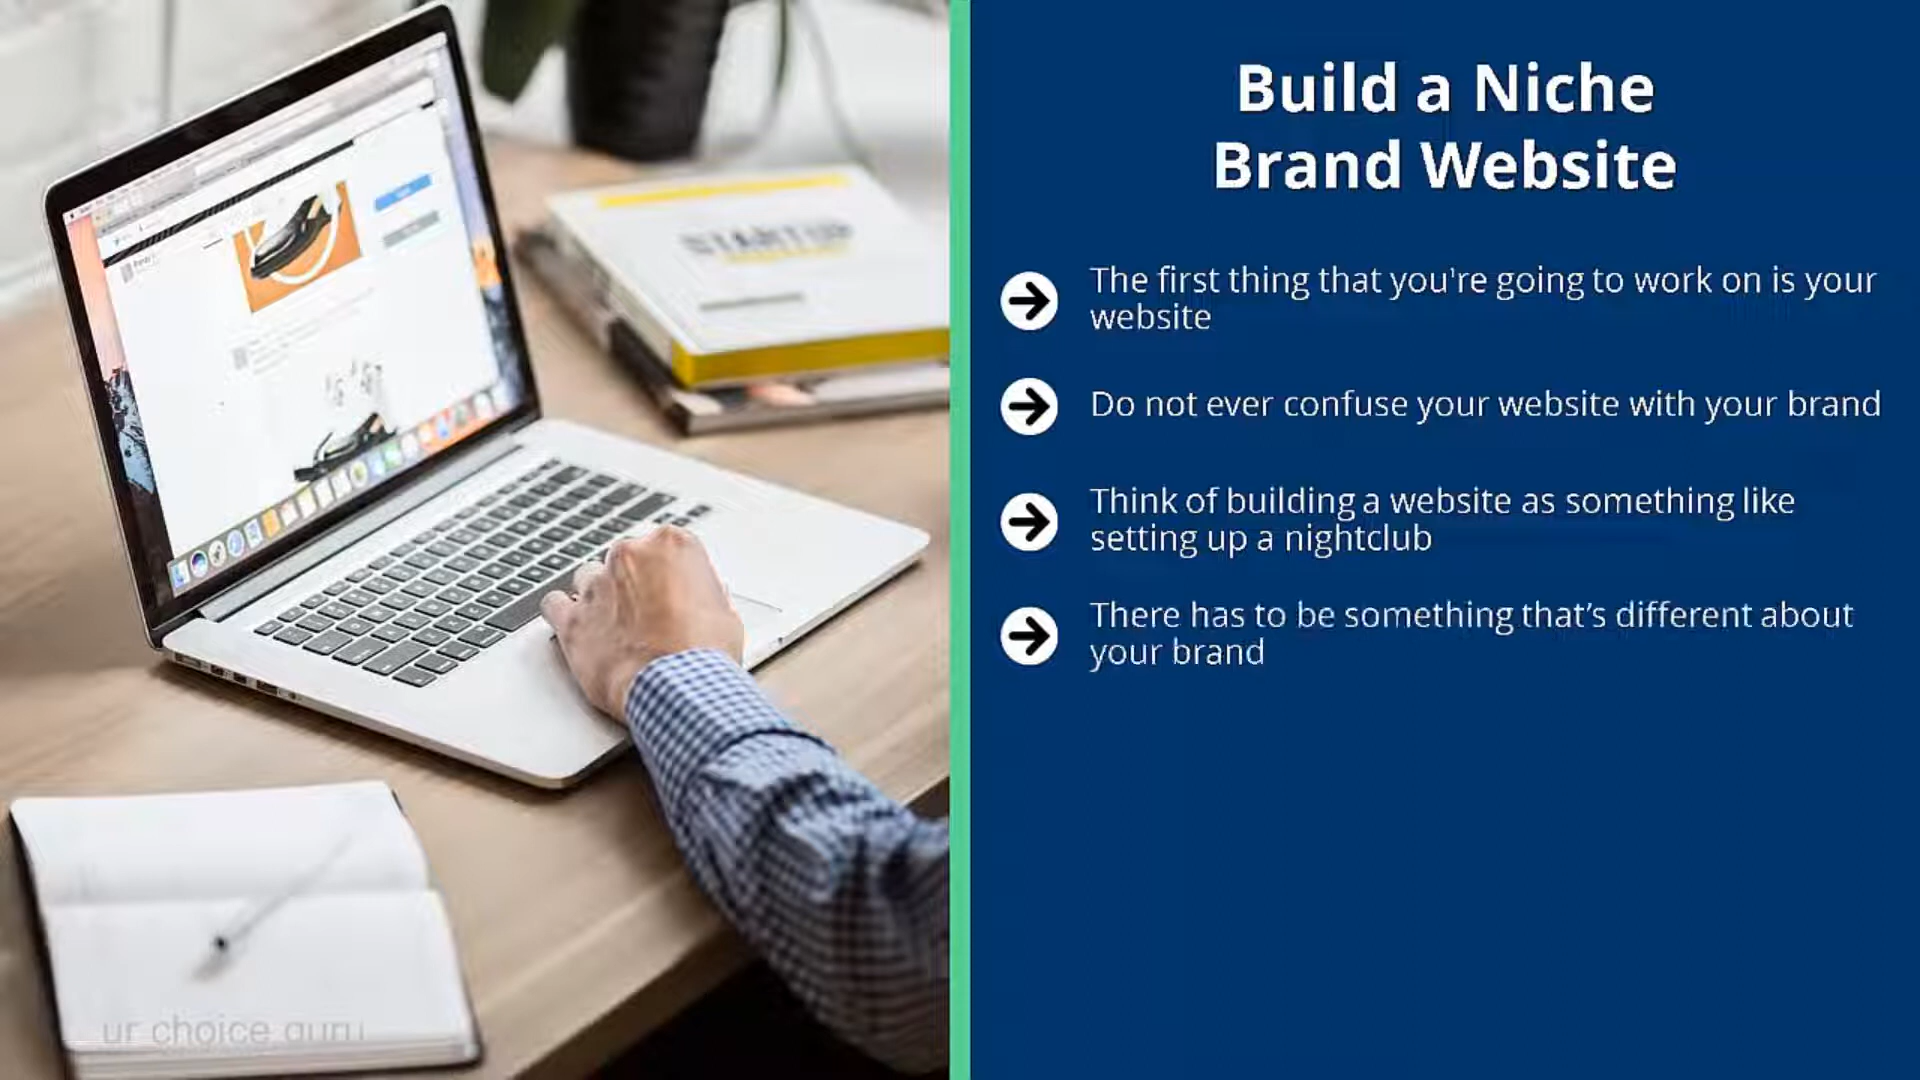 Build a Niche
Brand Website
The first thing that you're going to work on is your
website
Do not ever confuse your website with your brand
Think of building a website as something like
setting up a nightclub
There has to be something that's different about
your brand
STARTUP
ur choice guru